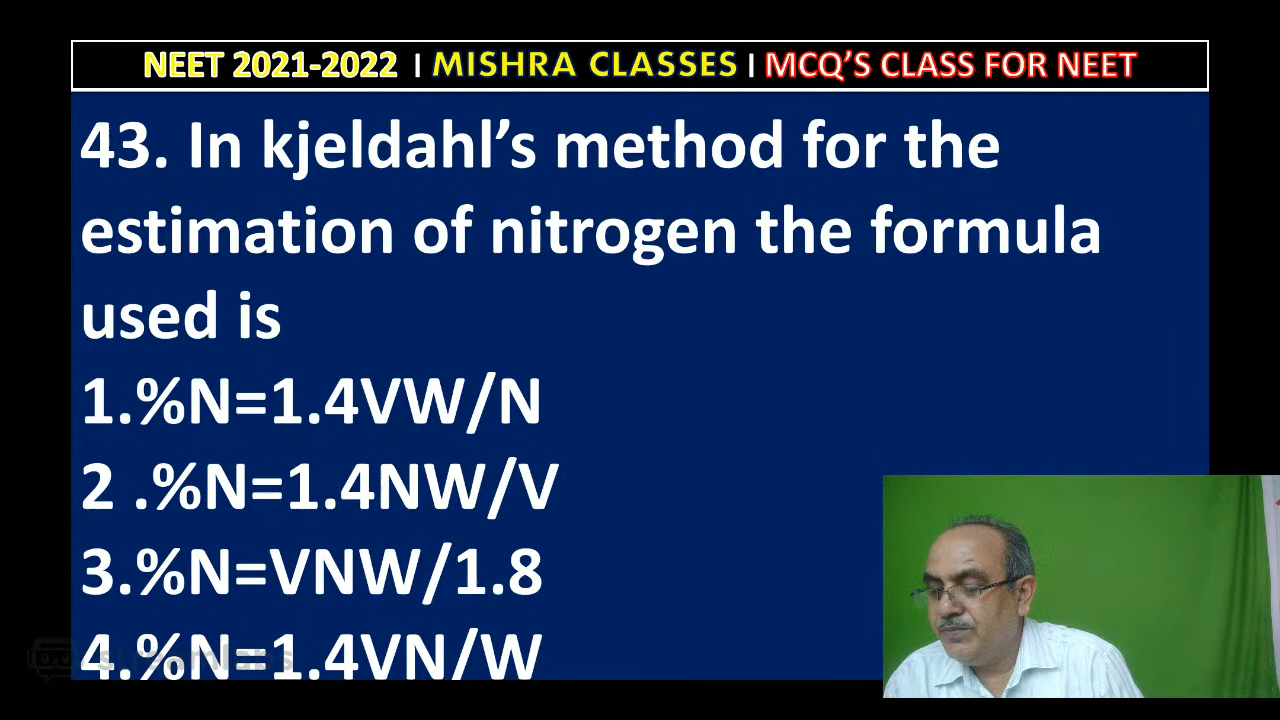 NEET 2021-2022 I MISHRA CLASSES I MCQ’S CLASS FOR NEET
43. In kjeldahl’s method for the
estimation of nitrogen the formula
used is
1.%N=1.4VW/N
2 .%N=1.4NW/V
3.%N=VNW/1.8
4.%N=1.4VN/W
streamlabs